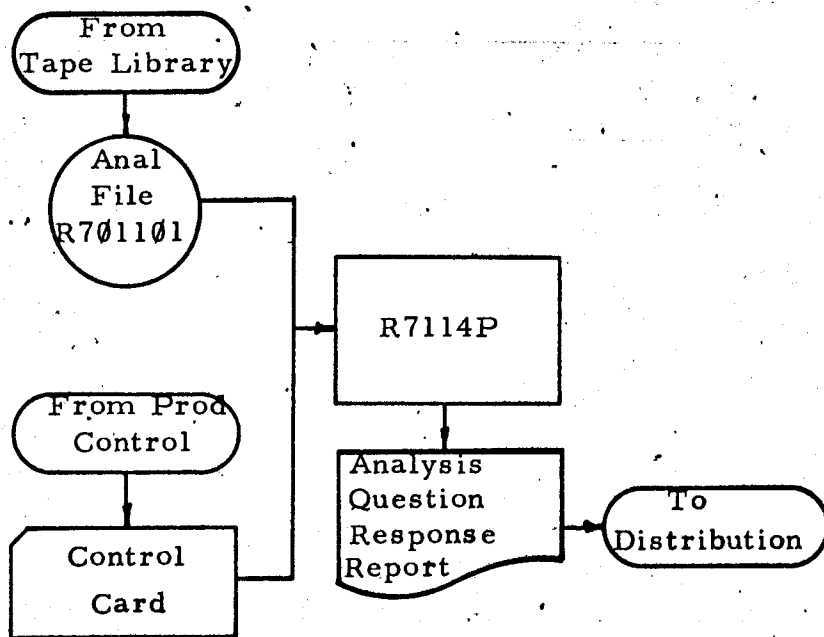 From
Tape Library
Anal
File
R7Ø11Ø1
R7114P
From Prod
Control
Control
Card
Analysis
Question
Response
Report
To
Distribution